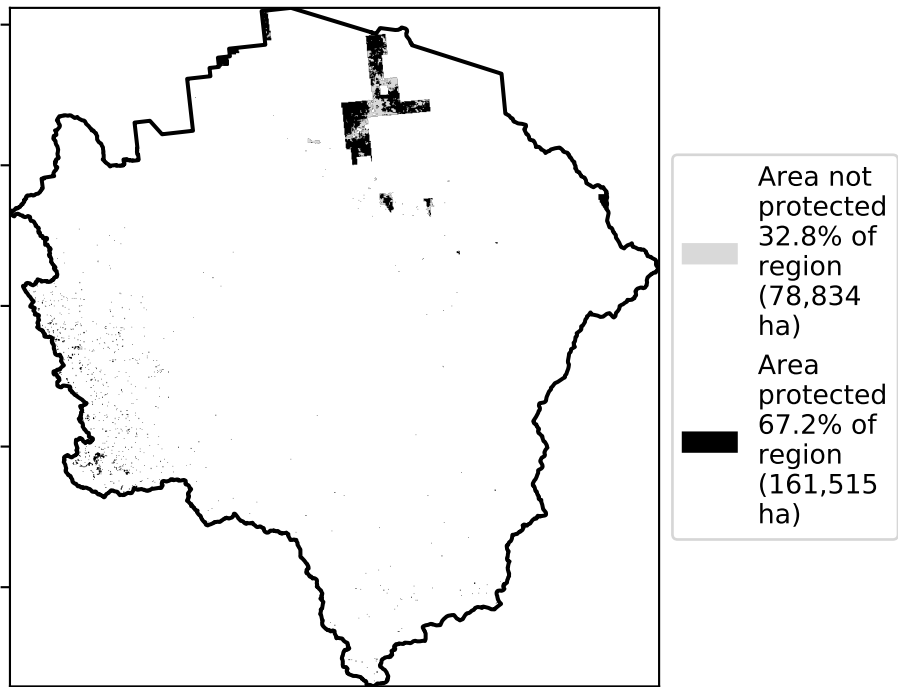 Area not
protected
32.8% of
region
(78,834
ha)
Area
protected
67.2% of
region
(161,515
ha)